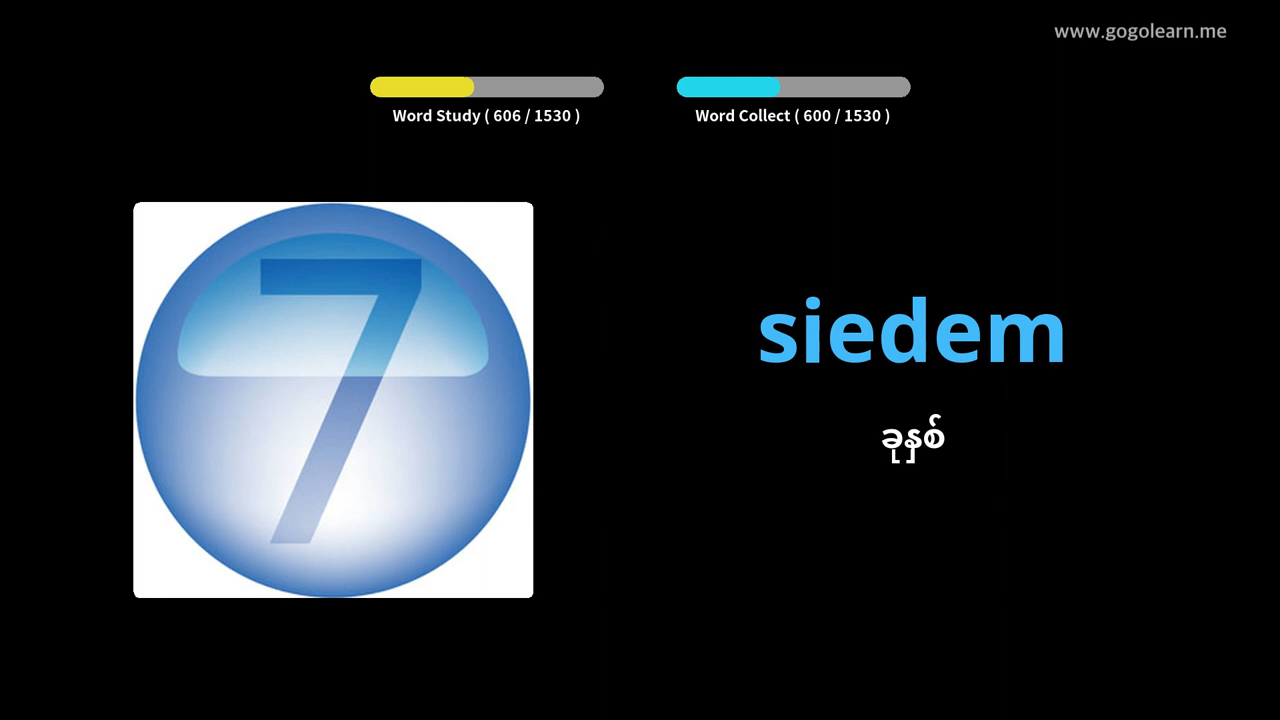 www.gogolearn.me
Word Study ( 606 / 1530 )
Word Collect ( 600 / 1530 )
7
siedem
ခုနှစ်